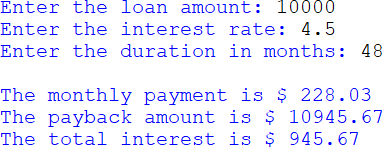 Enter the loan amount: 10000
Enter the interest rate: 4.5
Enter the duration in months: 48
The monthly payment is $ 228.03
The payback amount is $ 10945.67
The total interest is $ 945.67